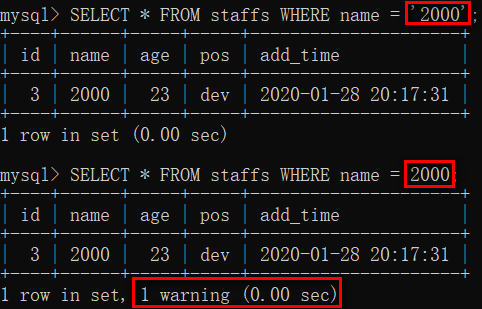 mysql> SELECT * FROM staffs WHERE name = '2000';
+----+------+-----+-----+---------------------+
| id | name | age | pos | add_time            |
+----+------+-----+-----+---------------------+
|  3 | 2000 |  23 | dev | 2020-01-28 20:17:31 |
+----+------+-----+-----+---------------------+
1 row in set (0.00 sec)
mysql> SELECT * FROM staffs WHERE name = 2000;
+----+------+-----+-----+---------------------+
| id | name | age | pos | add_time            |
+----+------+-----+-----+---------------------+
|  3 | 2000 |  23 | dev | 2020-01-28 20:17:31 |
+----+------+-----+-----+---------------------+
1 row in set, 1 warning (0.00 sec)